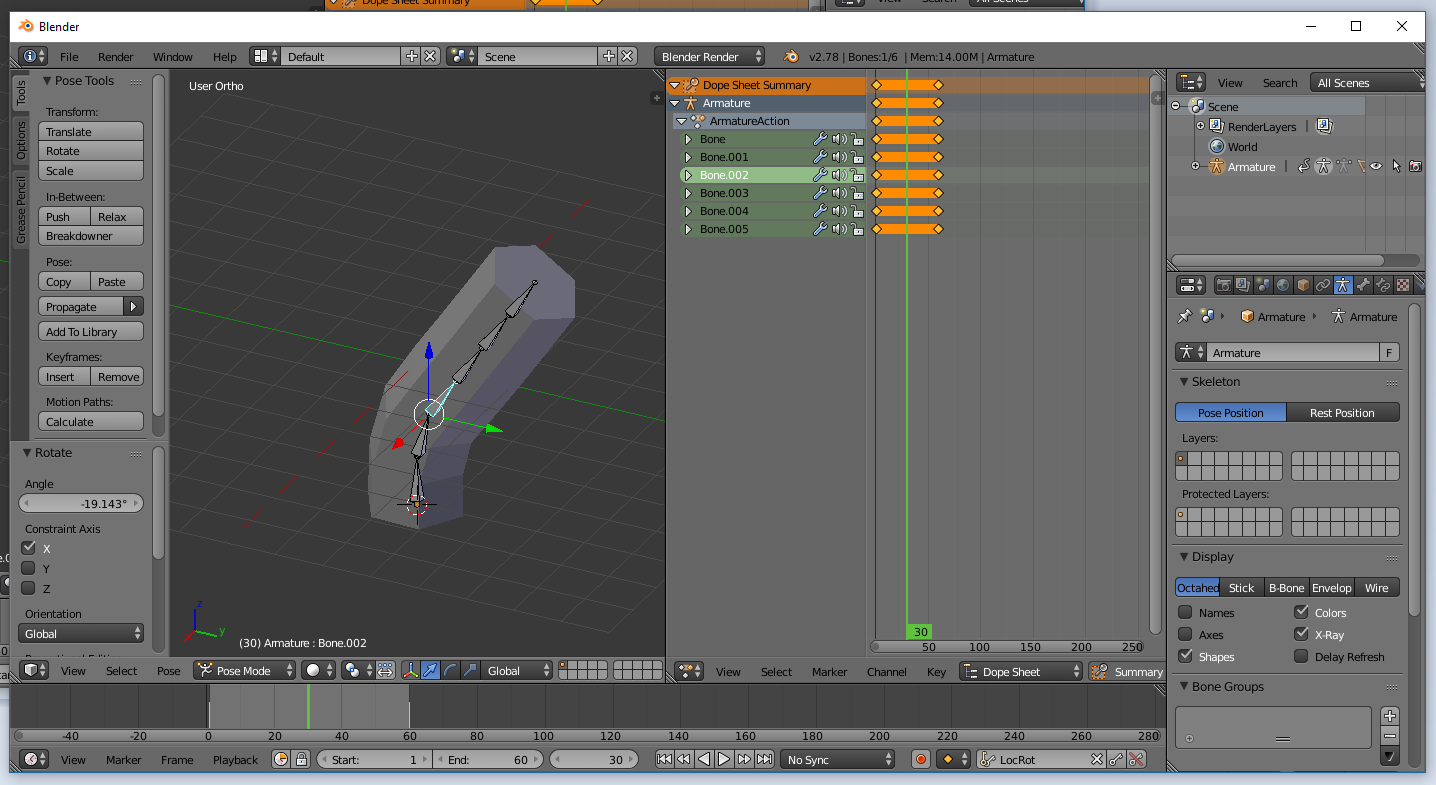 Dope Sheet Summary
All Scenes
Blender
File Render Window Help Default Scene Blender Render v2.78 | Bones:1/6 | Mem:14.00M | Armature
Tools
Options
Grease Pencil
Pose Tools
Transform:
Translate
Rotate
Scale
In-Between:
Push Relax
Breakdowner
Pose:
Copy Paste
Propagate
Add To Library
Keyframes:
Insert Remove
Motion Paths:
Calculate
Rotate
Angle
-19.143°
Constraint Axis
X
Y
Z
Orientation
Global
User Ortho
z
y
(30) Armature : Bone.002
View Select Pose Pose Mode Global
Dope Sheet Summary
Armature
ArmatureAction
Bone
Bone.001
Bone.002
Bone.003
Bone.004
Bone.005
30
50 100 150 200 250
View Select Marker Channel Key Dope Sheet Summary
View Search All Scenes
Scene
RenderLayers |
World
Armature |
Armature Armature
Armature F
Skeleton
Pose Position Rest Position
Layers:
Protected Layers:
Display
Octahed Stick B-Bone Envelop Wire
Names Colors
Axes X-Ray
Shapes Delay Refresh
Bone Groups
-40 -20 0 20 40 60 80 100 120 140 160 180 200 220 240 260 280
View Marker Frame Playback Start: 1 End: 60 30 No Sync LocRot